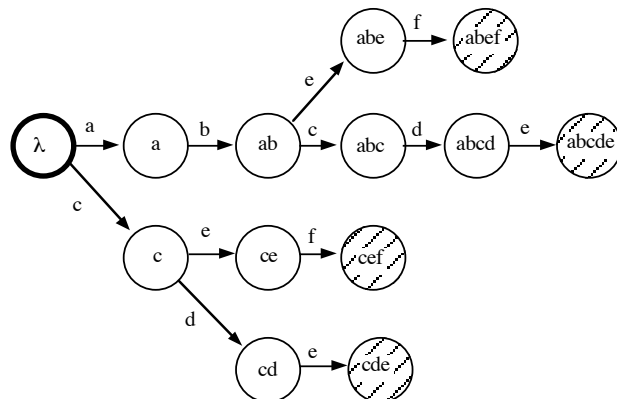 abe f abef
e
λ a a b ab c abc d abcd e abcde
c
c e ce f cef
d
cd e cde